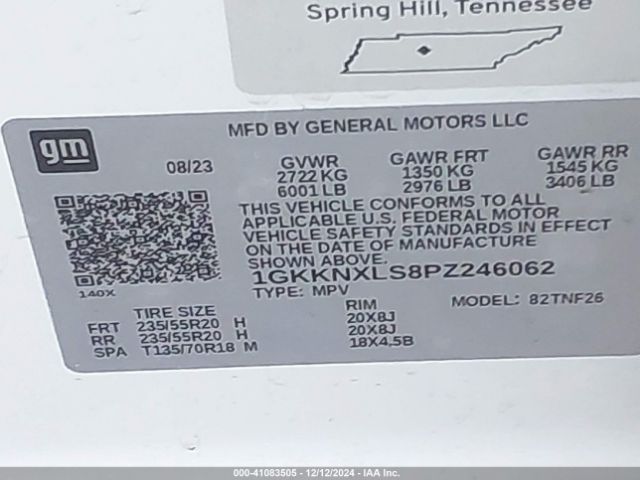 Spring Hill, Tennessee
gm
MFD BY GENERAL MOTORS LLC
08/23
GVWR GAWR FRT GAWR RR
2722 KG 1350 KG 1545 KG
6001 LB 2976 LB 3406 LB
THIS VEHICLE CONFORMS TO ALL
APPLICABLE U.S. FEDERAL MOTOR
VEHICLE SAFETY STANDARDS IN EFFECT
ON THE DATE OF MANUFACTURE
SHOWN ABOVE.
1GKKNXLS8PZ246062
140X
TYPE: MPV MODEL: 82TNF26
TIRE SIZE RIM
FRT 235/55R20 H 20X8J
RR 235/55R20 H 20X8J
SPA T135/70R18 M 18X4.5B
000-41083505 - 12/12/2024 - IAA Inc.